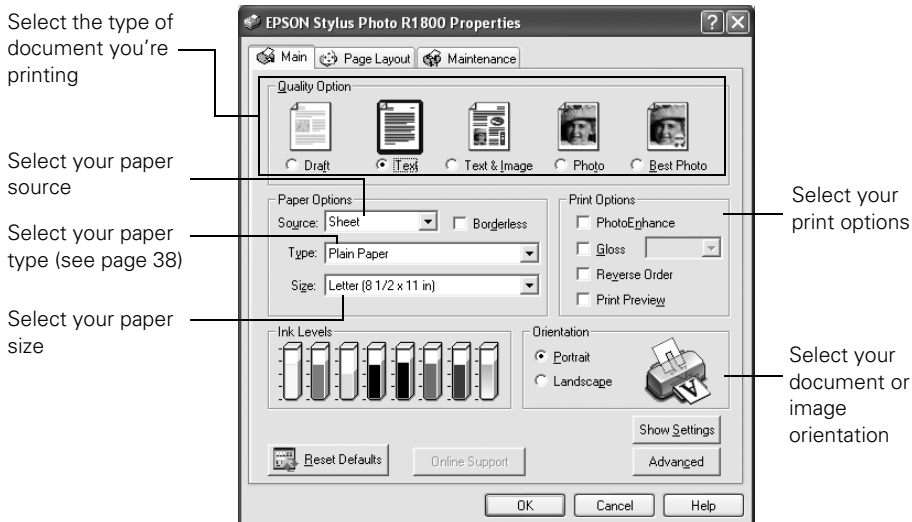 Select the type of
document you're
printing
Select your paper
source
Select your paper
type (see page 38)
Select your paper
size
EPSON Stylus Photo R1800 Properties
Main
Page Layout
Maintenance
Quality Option
Draft
Text
Text & Image
Photo
Best Photo
Paper Options
Source: Sheet
Borderless
Type: Plain Paper
Size: Letter (8 1/2 x 11 in)
Print Options
PhotoEnhance
Gloss
Reverse Order
Print Preview
Ink Levels
Orientation
Portrait
Landscape
A
Show Settings
Reset Defaults
Online Support
Advanced
OK
Cancel
Help
Select your
print options
Select your
document or
image
orientation